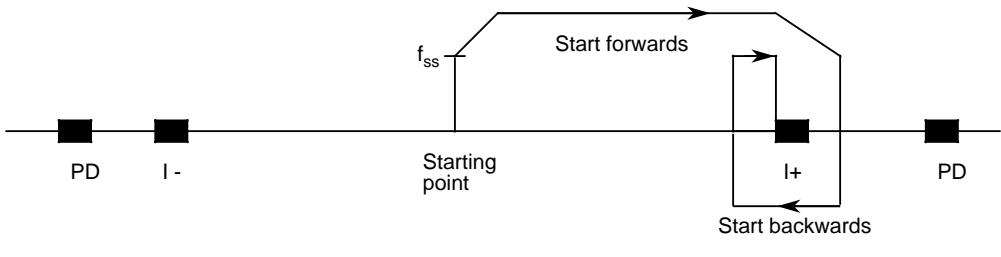 Start forwards
fss
PD
I -
Starting
point
I+
PD
Start backwards